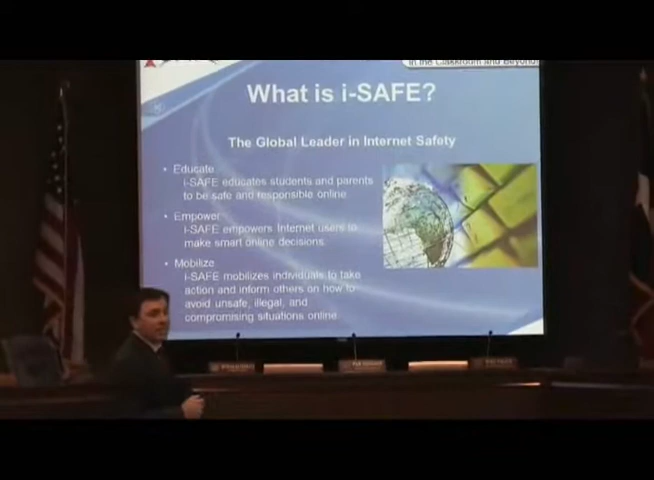 in the Classroom and Beyond
What is i-SAFE?
The Global Leader in Internet Safety
• Educate
i-SAFE educates students and parents
to be safe and responsible online
• Empower
i-SAFE empowers Internet users to
make smart online decisions.
• Mobilize
i-SAFE mobilizes individuals to take
action and inform others on how to
avoid unsafe, illegal, and
compromising situations online.